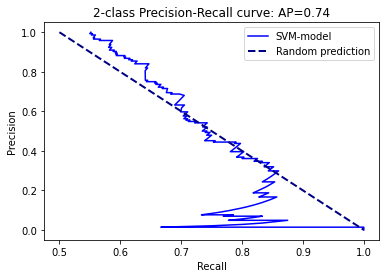 2-class Precision-Recall curve: AP=0.74
SVM-model
Random prediction
Precision
1.0
0.8
0.6
0.4
0.2
0.0
0.5
0.6
0.7
0.8
0.9
1.0
Recall